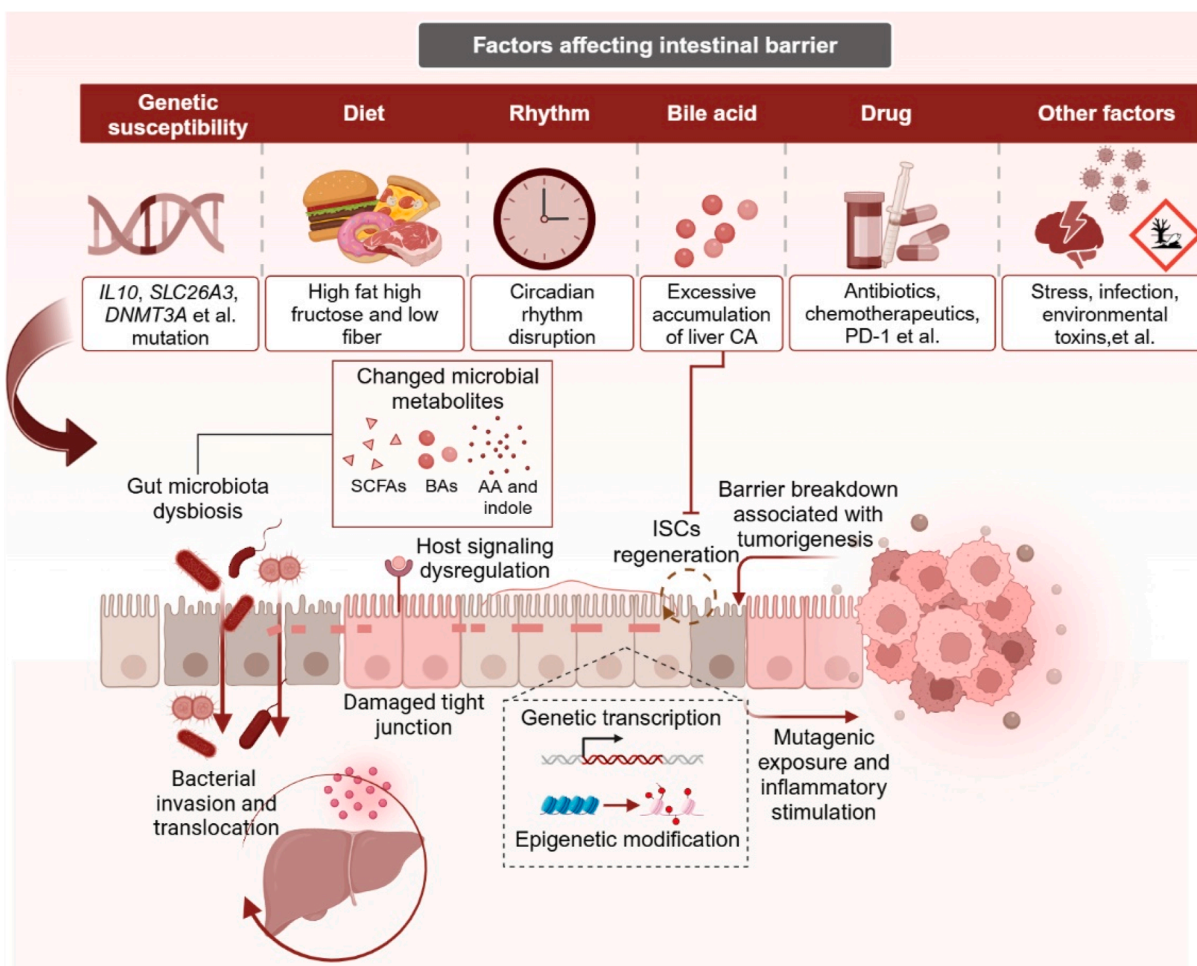 Factors affecting intestinal barrier
Genetic
susceptibility
Diet
Rhythm
Bile acid
Drug
Other factors
IL10, SLC26A3,
DNMT3A et al.
mutation
High fat high
fructose and low
fiber
Circadian
rhythm
disruption
Excessive
accumulation
of liver CA
Antibiotics,
chemotherapeutics,
PD-1 et al.
Stress, infection,
environmental
toxins,et al.
Changed microbial
metabolites
SCFAs
BAs
AA and
indole
Gut microbiota
dysbiosis
Host signaling
dysregulation
ISCs
regeneration
Barrier breakdown
associated with
tumorigenesis
Damaged tight
junction
Bacterial
invasion and
translocation
Genetic transcription
Epigenetic modification
Mutagenic
exposure and
inflammatory
stimulation